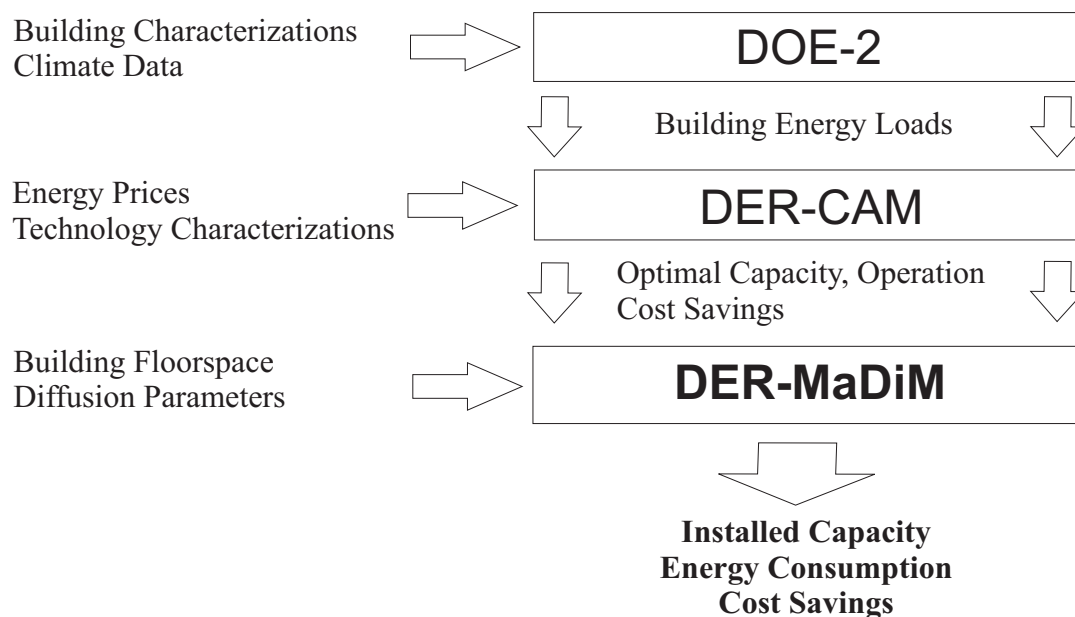 Building Characterizations
Climate Data
DOE-2
Building Energy Loads
Energy Prices
Technology Characterizations
DER-CAM
Optimal Capacity, Operation
Cost Savings
Building Floorspace
Diffusion Parameters
DER-MaDiM
Installed Capacity
Energy Consumption
Cost Savings